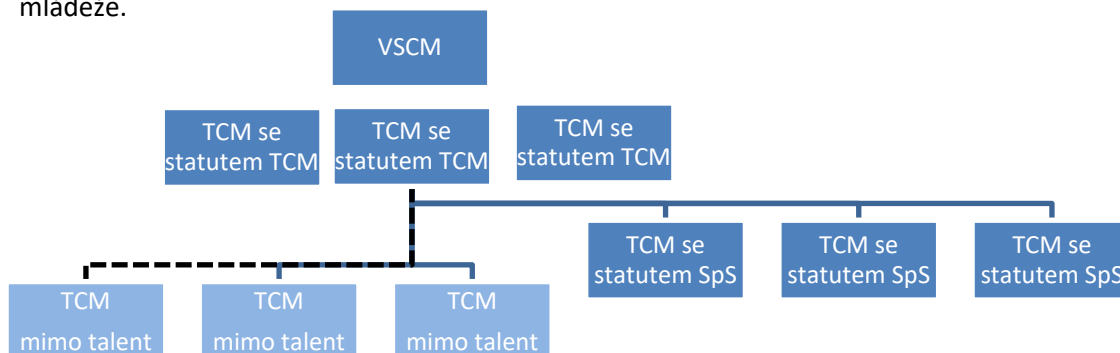 mládeže.
VSCM
TCM se
statutem TCM
TCM se
statutem TCM
TCM se
statutem TCM
TCM se
statutem SpS
TCM se
statutem SpS
TCM se
statutem SpS
TCM
mimo talent
TCM
mimo talent
TCM
mimo talent